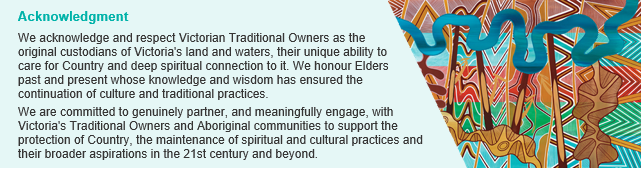 Acknowledgment
We acknowledge and respect Victorian Traditional Owners as the
original custodians of Victoria's land and waters, their unique ability to
care for Country and deep spiritual connection to it. We honour Elders
past and present whose knowledge and wisdom has ensured the
continuation of culture and traditional practices.
We are committed to genuinely partner, and meaningfully engage, with
Victoria's Traditional Owners and Aboriginal communities to support the
protection of Country, the maintenance of spiritual and cultural practices and
their broader aspirations in the 21st century and beyond.